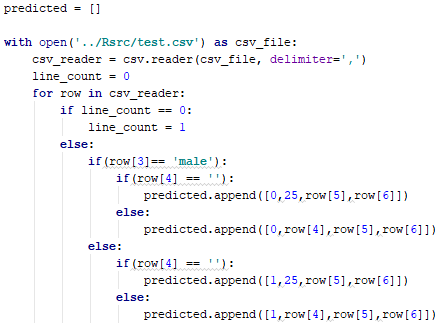 predicted = []
with open('../Rsrc/test.csv') as csv_file:
    csv_reader = csv.reader(csv_file, delimiter=',')
    line_count = 0
    for row in csv_reader:
        if line_count == 0:
            line_count = 1
        else:
            if(row[3]== 'male'):
                if(row[4] == ''):
                    predicted.append([0,25,row[5],row[6]])
                else:
                    predicted.append([0,row[4],row[5],row[6]])
            else:
                if(row[4] == ''):
                    predicted.append([1,25,row[5],row[6]])
                else:
                    predicted.append([1,row[4],row[5],row[6]])